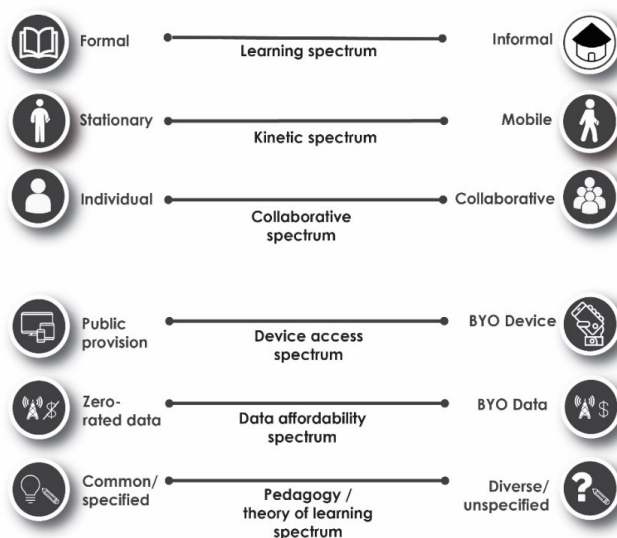 Formal
Learning spectrum
Informal
Stationary
Kinetic spectrum
Mobile
Individual
Collaborative
spectrum
Collaborative
Public
provision
Device access
spectrum
BYO Device
Zero-
rated data
Data affordability
spectrum
BYO Data
$
$
Common/
specified
Pedagogy /
theory of learning
spectrum
Diverse/
unspecified
?